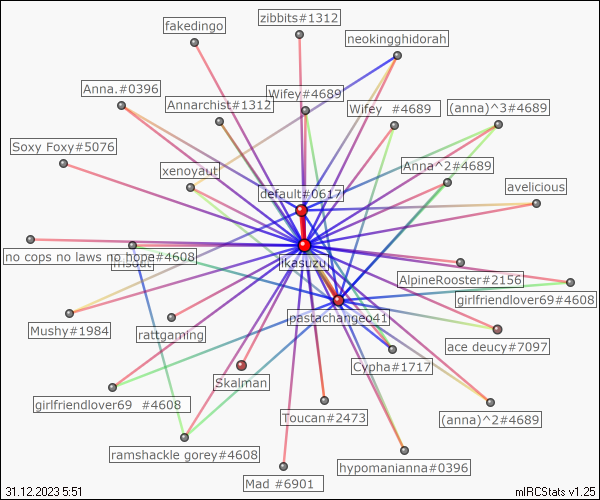 zibbits#1312
fakedingo
neokingghidorah
Anna.#0396
Wifey#4689
Annarchist#1312
Wifey  #4689
(anna)^3#4689
Soxy Foxy#5076
Anna^2#4689
xenoyaut
default#0617
avelicious
no cops no laws no hope#4608
likasuzu
AlpineRooster#2156
girlfriendlover69#4608
pastachangeo41
Mushy#1984
rattgaming
ace deucy#7097
Cypha#1717
Skalman
girlfriendlover69  #4608
Toucan#2473
(anna)^2#4689
ramshackle gorey#4608
hypomanianna#0396
Mad #6901
31.12.2023 5:51
mIRCStats v1.25